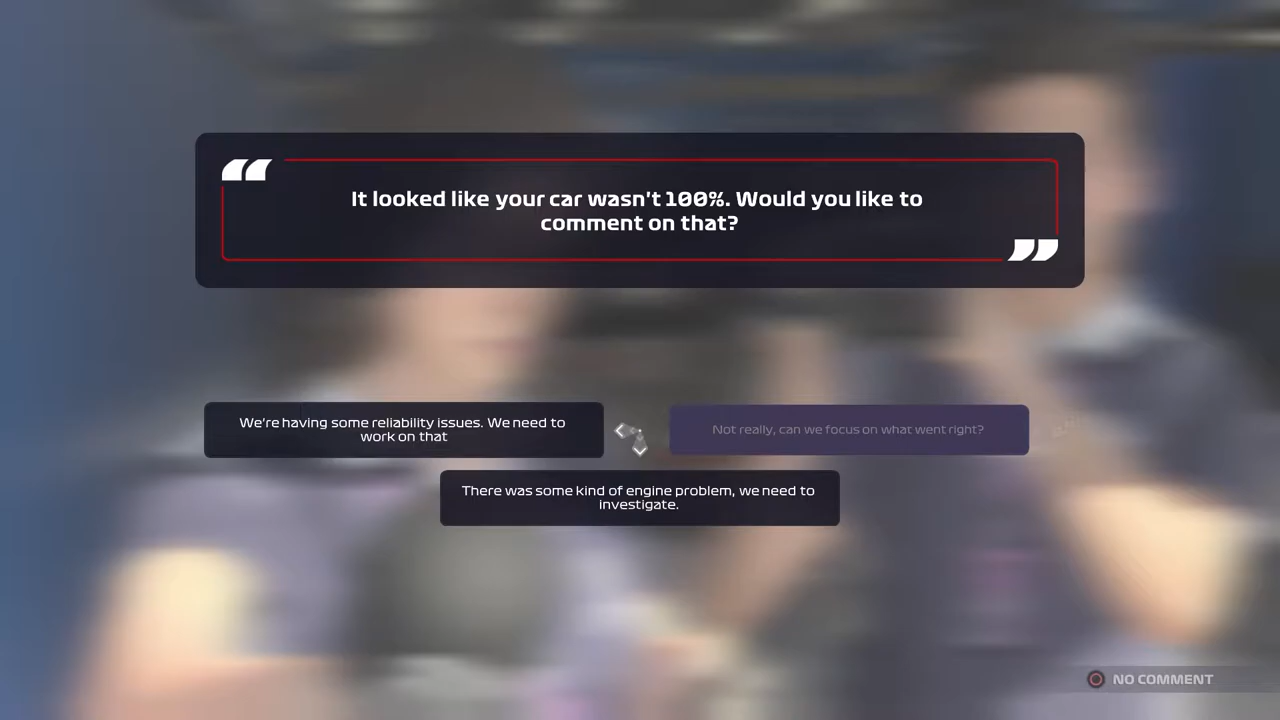 It looked like your car wasn't 100%. Would you like to
comment on that?
We're having some reliability issues. We need to
work on that
Not really, can we focus on what went right?
There was some kind of engine problem, we need to
investigate.
NO COMMENT